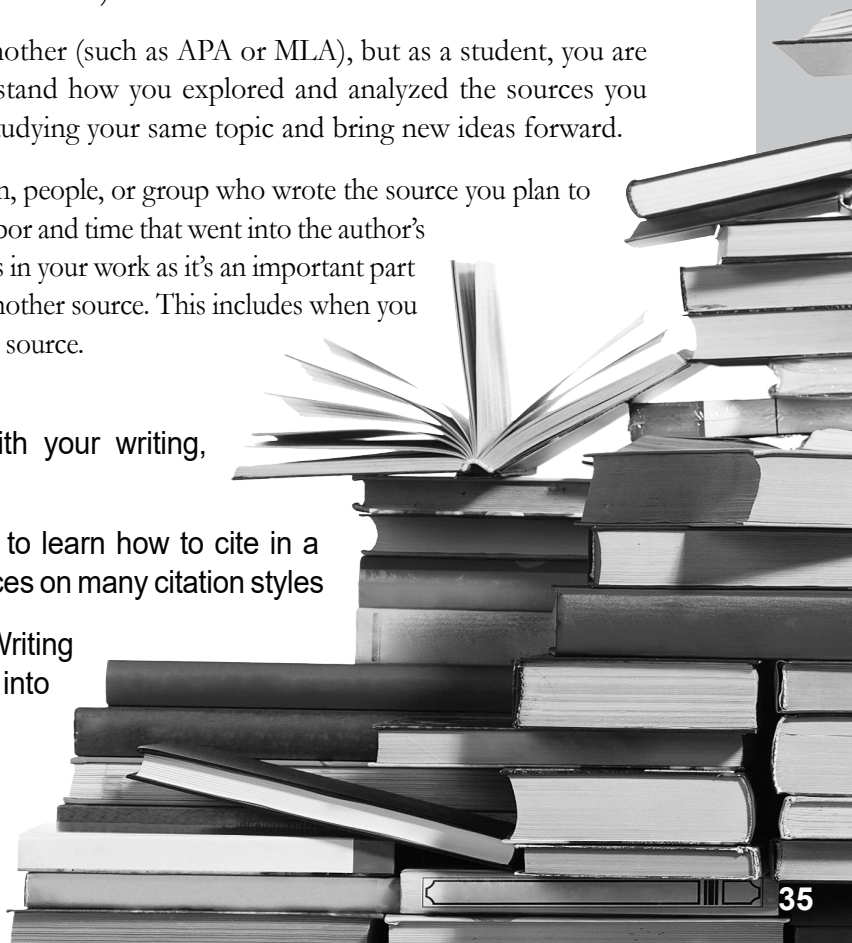 nother (such as APA or MLA), but as a student, you are
stand how you explored and analyzed the sources you
tudying your same topic and bring new ideas forward.
n, people, or group who wrote the source you plan to
bor and time that went into the author's
s in your work as it's an important part
nother source. This includes when you
source.
ith your writing,
to learn how to cite in a
ces on many citation styles
Writing
into
35